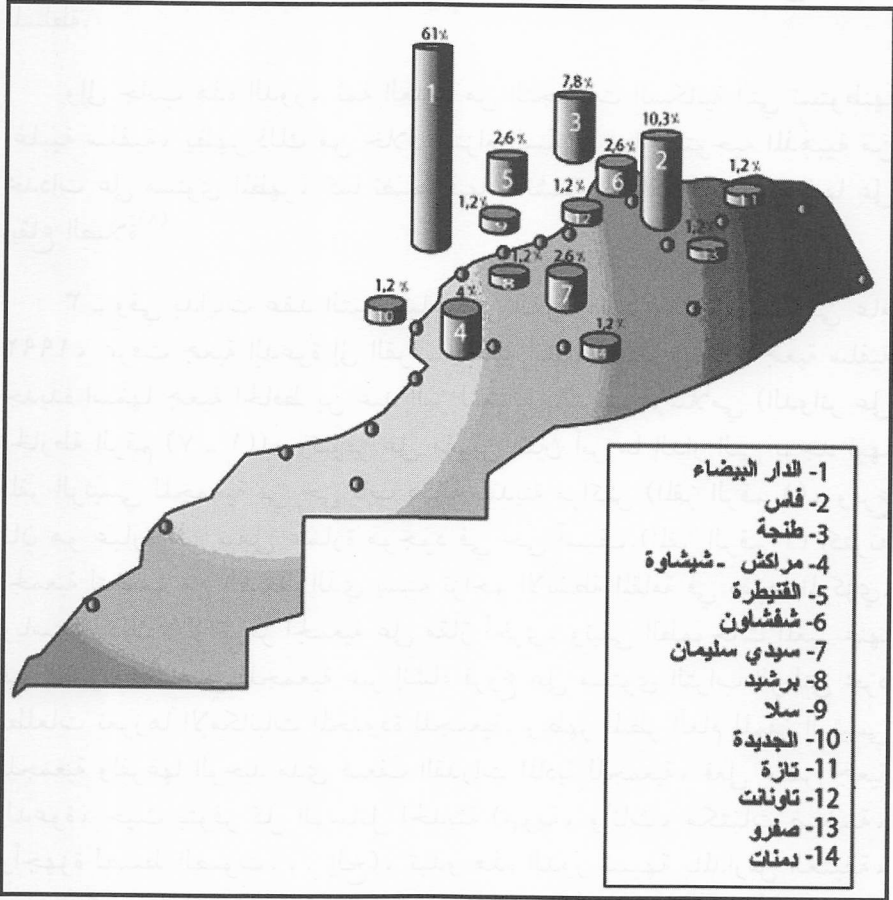 61%
1
7,8%
3
10,3%
2
2,6%
5
2,6%
6
1,2%
11
1,2%
12
1,2%
9
1,2%
13
1,2%
2,6%
7
1,2%
10
4%
4
1,2%
14
1- الدار البيضاء
2- فاس
3- طنجة
4- مراكش - شيشاوة
5- القنيطرة
6- شفشاون
7- سيدي سليمان
8- برشيد
9- سلا
10- الجديدة
11- تازة
12- تاونات
13- صفرو
14- دمنات